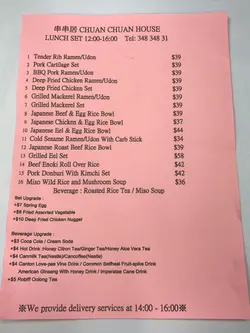 串串居 CHUAN CHUAN HOUSE
LUNCH SET 12:00-16:00 Tel: 348 348 31
1 Tender Rib Ramen/Udon $39
2 Pork Cartilage Set $39
3 BBQ Pork Ramen/Udon $39
4 Deep Fried Chicken Ramen/Udon $39
5 Deep Fried Chicken Set $39
6 Grilled Mackerel Ramen/Udon $39
7 Grilled Mackerel Set $39
8 Japanese Beef & Egg Rice Bowl $39
9 Japanese Chicken & Egg Rice Bowl $37
10 Japanese Eel & Egg Rice Bowl $44
11 Cold Sesame Ramen/Udon With Carb Stick $34
12 Japanese Roast Beef Rice Bowl $39
13 Grilled Eel Set $58
14 Beef Enoki Roll Over Rice $42
15 Pork Donburi With Kimchi Set $42
16 Miso Wild Rice and Mushroom Soup $36
Beverage : Roasted Rice Tea / Miso Soup
Set Upgrade :
+$7 Spring Egg
+$8 Fried Assorted Vegetable
+$10 Deep Fried Chicken Nugget
Beverage Upgrade :
+$3 Coca Cola / Cream Soda
+$4 Hot Drink :Honey Citron Tea/Ginger Tea/Honey Aloe Vera Tea
+$4 Canmilk Tea(Nestle)/Cancoffee(Nestle)
+$4 Canton Love-pes Vine Drink / Common Selfheal Fruit-spike Drink
American Ginseng With Honey Drink / Imperatae Cane Drink
+$5 Ribliff Oolong Tea
※We provide delivery services at 14:00 - 16:00※